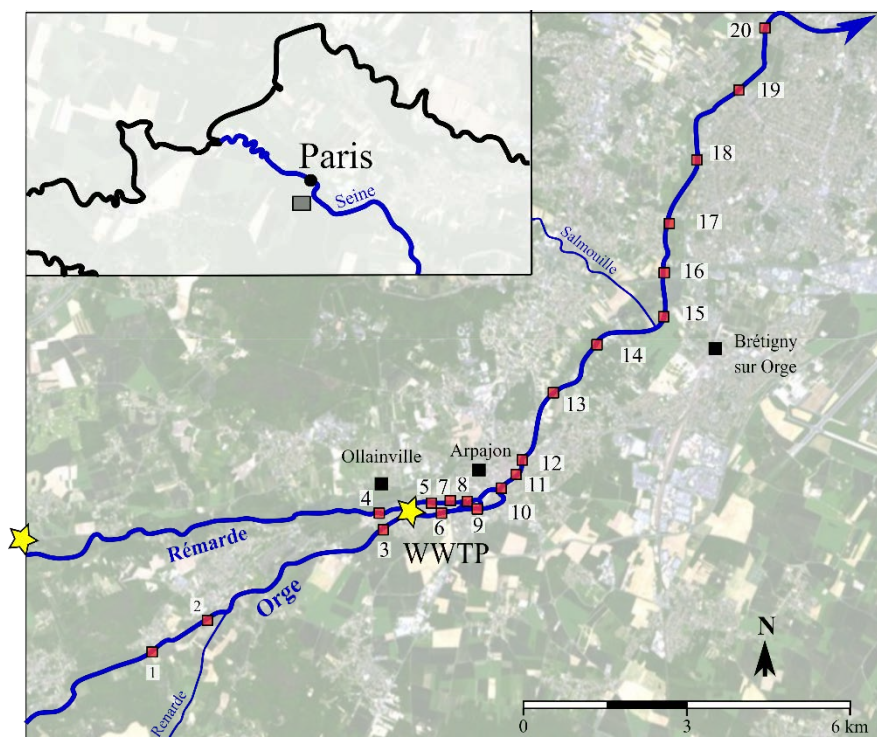 Paris
Seine
20
19
18
17
Salmouille
16
15
14
Brétigny
sur Orge
13
Ollainville
Arpajon
12
11
4
5
7
8
10
9
6
3
WWTP
Rémarde
Orge
2
1
Renarde
N
0
3
6 km